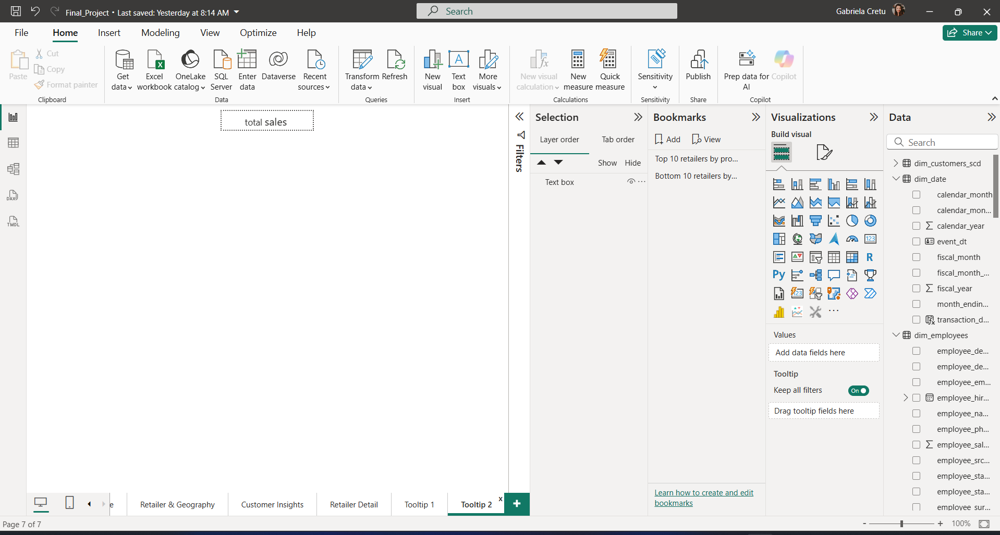 Final_Project • Last saved: Yesterday at 8:14 AM
Search
Gabriela Cretu
File Home Insert Modeling View Optimize Help
Share
Paste
Cut
Copy
Format painter
Clipboard
Get data
Excel workbook
OneLake catalog
SQL Server
Enter data
Dataverse
Recent sources
Data
Transform data
Refresh
Queries
New visual
Text box
More visuals
Insert
New visual calculation
New measure
Quick measure
Calculations
Sensitivity
Sensitivity
Publish
Share
Prep data for AI
Copilot
Copilot
DAX
TMDL
total sales
Filters
Selection
Layer order Tab order
Show Hide
Text box
Bookmarks
Add View
Top 10 retailers by pro...
Bottom 10 retailers by...
Learn how to create and edit
bookmarks
Visualizations
Build visual
123
R
Py
123
Values
Add data fields here
Tooltip
Keep all filters On
Drag tooltip fields here
Data
Search
dim_customers_scd
dim_date
calendar_month
calendar_mon...
calendar_year
event_dt
fiscal_month
fiscal_month_...
fiscal_year
month_endin...
transaction_d...
dim_employees
employee_de...
employee_de...
employee_em...
employee_hir...
employee_na...
employee_ph...
employee_sal...
employee_src...
employee_sta...
employee_sta...
employee_sur...
e Retailer & Geography Customer Insights Retailer Detail Tooltip 1 Tooltip 2 x +
Page 7 of 7
- + 100%